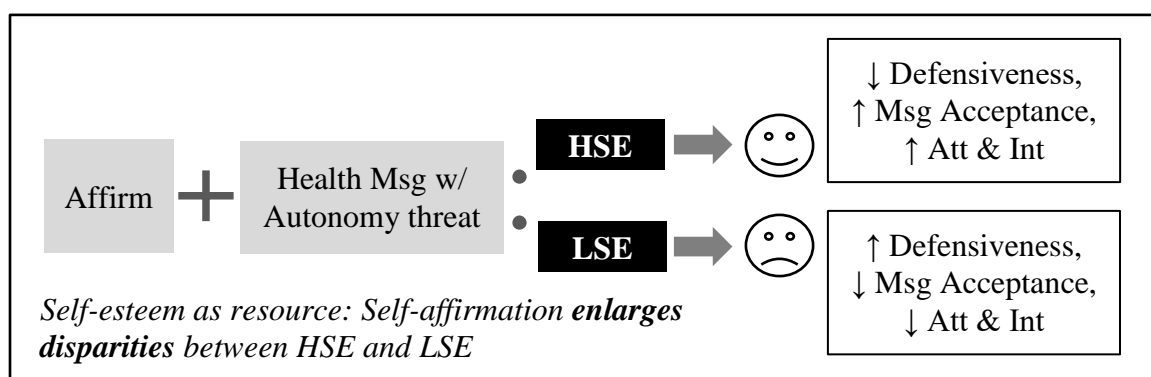 Affirm
Health Msg w/
Autonomy threat
HSE
↓ Defensiveness,
↑ Msg Acceptance,
↑ Att & Int
LSE
↑ Defensiveness,
↓ Msg Acceptance,
↓ Att & Int
Self-esteem as resource: Self-affirmation enlarges
disparities between HSE and LSE